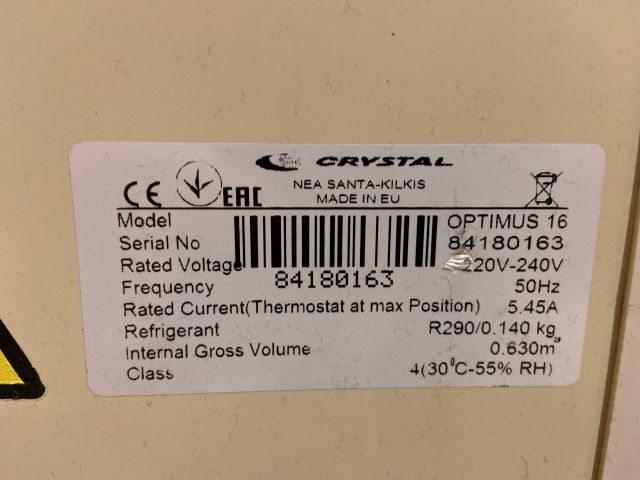 CRYSTAL
NEA SANTA-KILKIS
MADE IN EU
CE EAC
Model OPTIMUS 16
Serial No 84180163
Rated Voltage 220V-240V
84180163
Frequency 50Hz
Rated Current(Thermostat at max Position) 5.45A
Refrigerant R290/0.140 kg
Internal Gross Volume 0.630m
Class 4(30°C-55% RH)